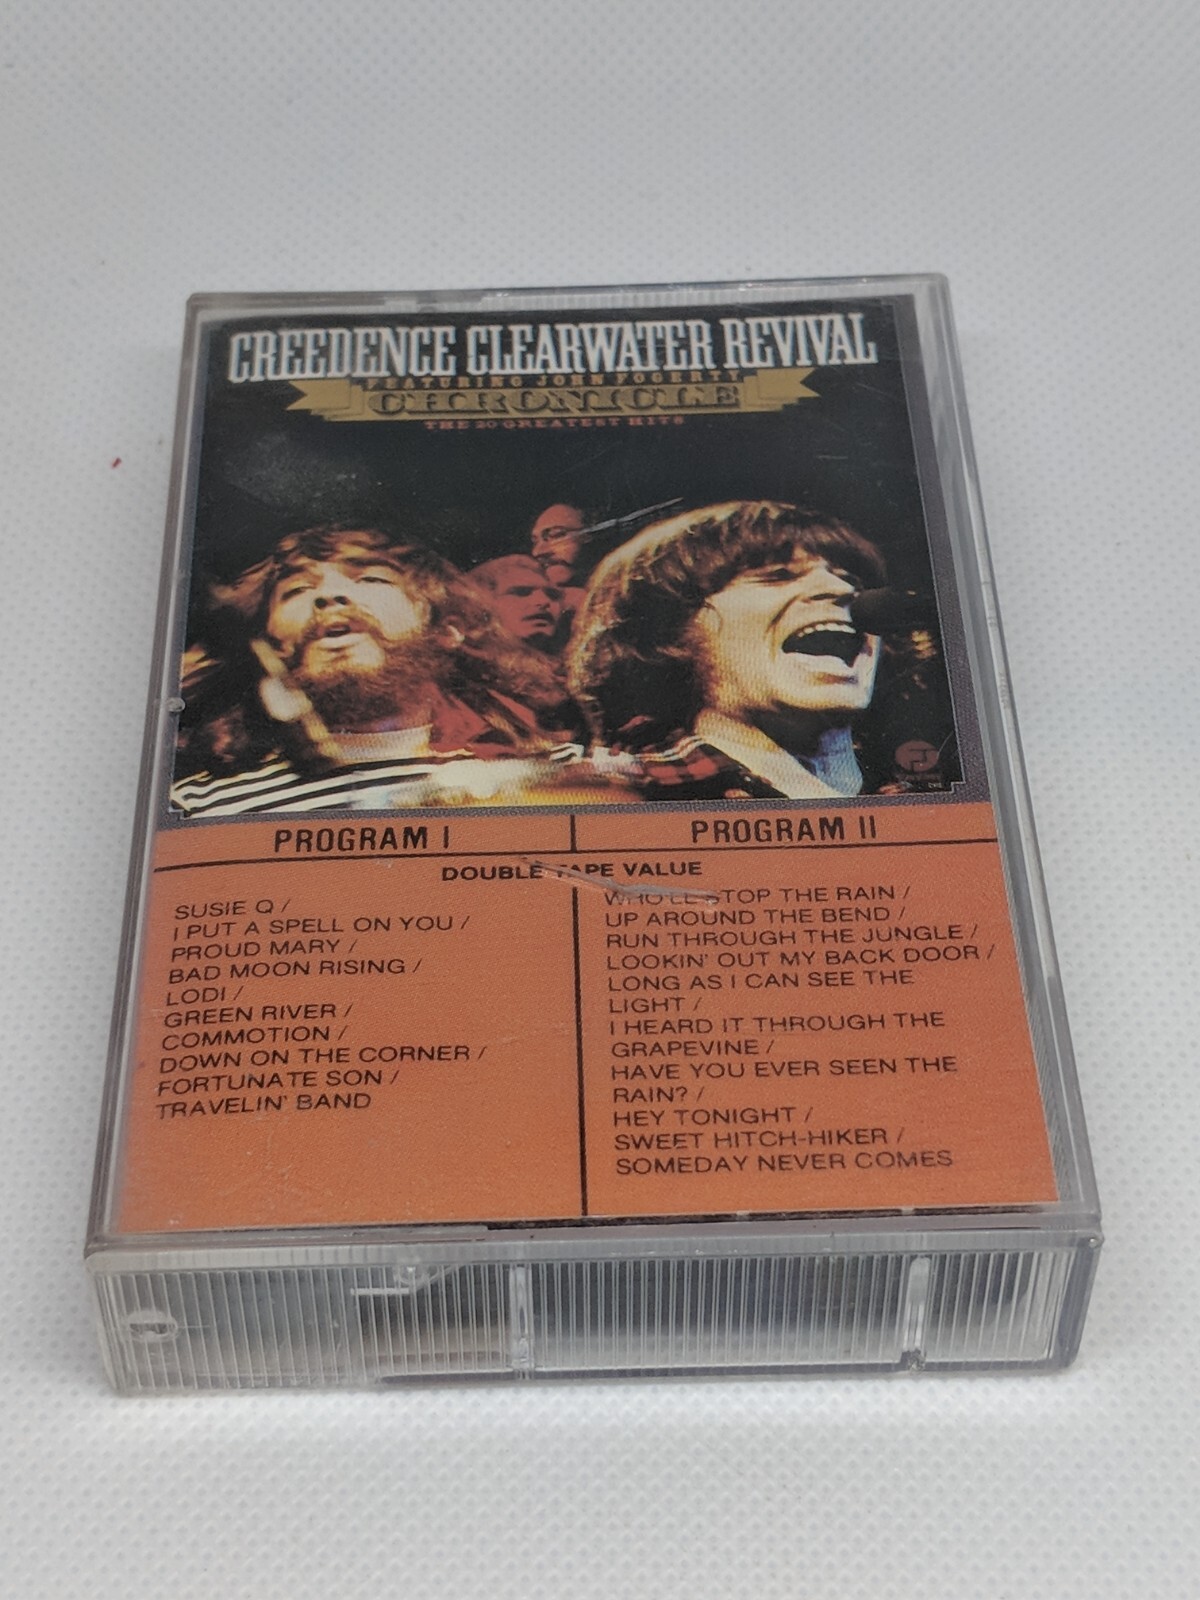 CREEDENCE CLEARWATER REVIVAL
FEATURING JOHN FOGERTY
CHRONICLE
THE 20 GREATEST HITS
PROGRAM I
PROGRAM II
DOUBLE TAPE VALUE
SUSIE Q /
I PUT A SPELL ON YOU /
PROUD MARY /
BAD MOON RISING /
LODI /
GREEN RIVER /
COMMOTION /
DOWN ON THE CORNER /
FORTUNATE SON /
TRAVELIN' BAND
WHO'LL STOP THE RAIN /
UP AROUND THE BEND /
RUN THROUGH THE JUNGLE /
LOOKIN' OUT MY BACK DOOR /
LONG AS I CAN SEE THE
LIGHT /
I HEARD IT THROUGH THE
GRAPEVINE /
HAVE YOU EVER SEEN THE
RAIN? /
HEY TONIGHT /
SWEET HITCH-HIKER /
SOMEDAY NEVER COMES